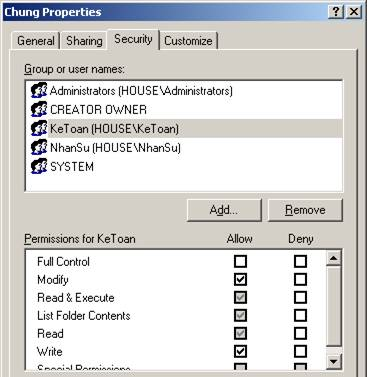 Chung Properties
General Sharing Security Customize
Group or user names:
Administrators (HOUSE\Administrators)
CREATOR OWNER
KeToan (HOUSE\KeToan)
NhanSu (HOUSE\NhanSu)
SYSTEM
Add... Remove
Permissions for KeToan Allow Deny
Full Control
Modify
Read & Execute
List Folder Contents
Read
Write
Special Permissions